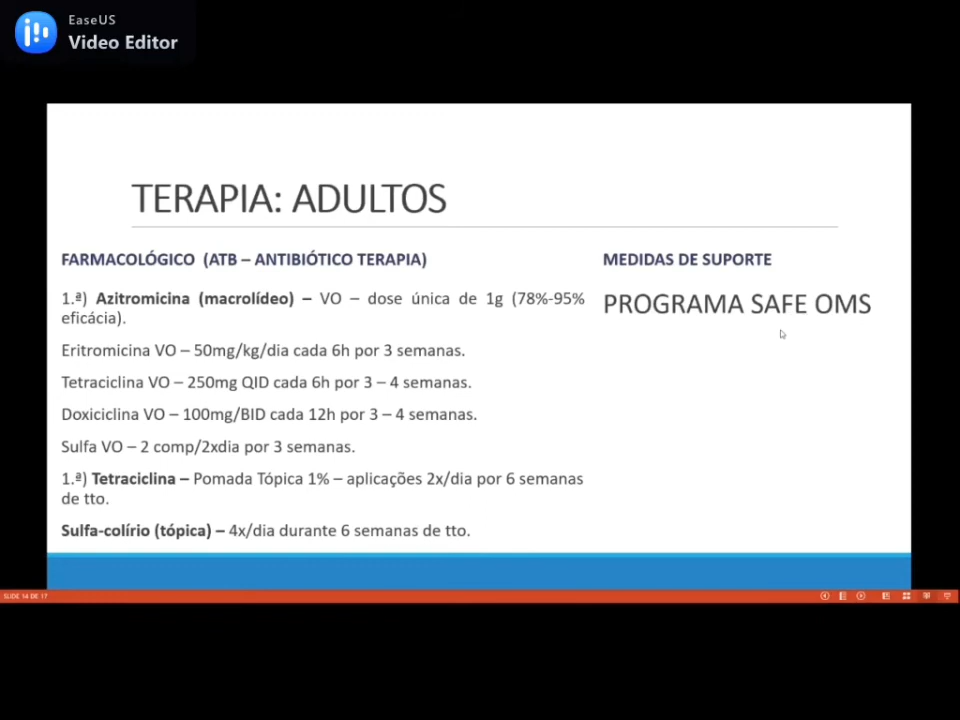 EaseUS
Video Editor
TERAPIA: ADULTOS
FARMACOLÓGICO (ATB – ANTIBIÓTICO TERAPIA)
1.ª) Azitromicina (macrolídeo) – VO – dose única de 1g (78%-95%
eficácia).
Eritromicina VO – 50mg/kg/dia cada 6h por 3 semanas.
Tetraciclina VO – 250mg QID cada 6h por 3 – 4 semanas.
Doxiciclina VO – 100mg/BID cada 12h por 3 – 4 semanas.
Sulfa VO – 2 comp/2xdia por 3 semanas.
1.ª) Tetraciclina – Pomada Tópica 1% – aplicações 2x/dia por 6 semanas
de tto.
Sulfa-colírio (tópica) – 4x/dia durante 6 semanas de tto.
MEDIDAS DE SUPORTE
PROGRAMA SAFE OMS
SLIDE 14 DE 17